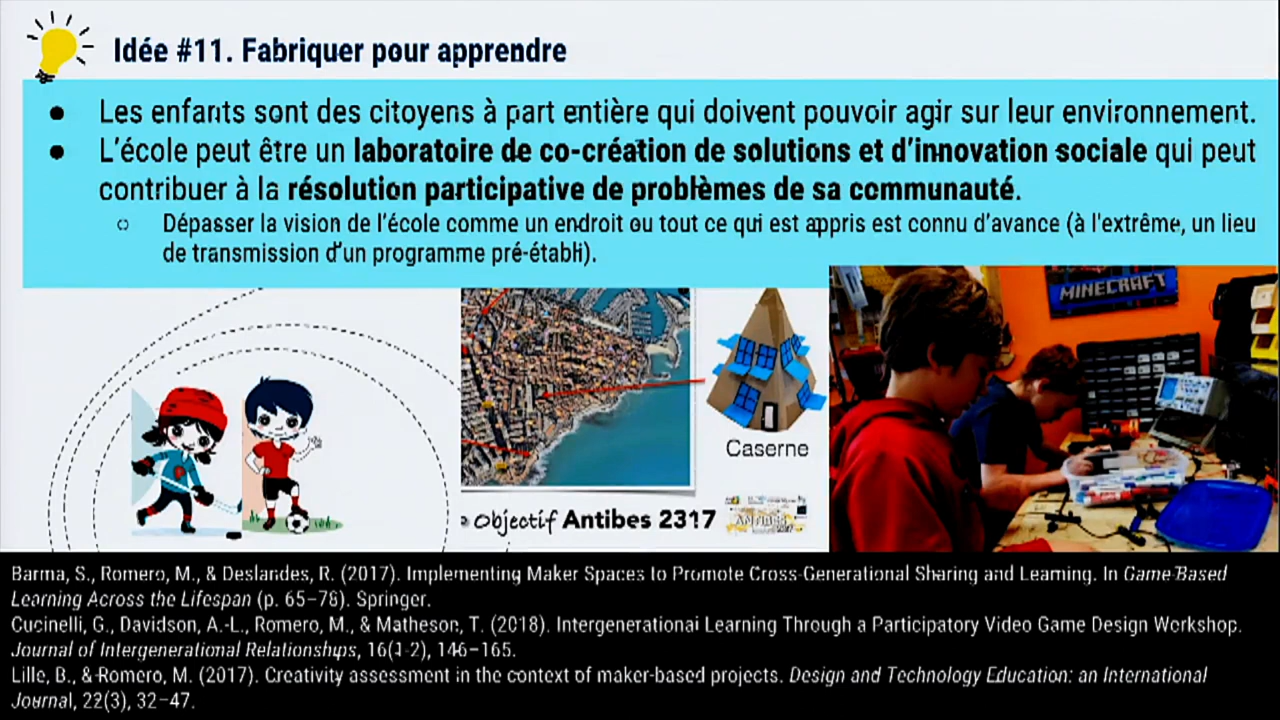 Idée #11. Fabriquer pour apprendre
● Les enfants sont des citoyens à part entière qui doivent pouvoir agir sur leur environnement.
● L'école peut être un laboratoire de co-création de solutions et d'innovation sociale qui peut
contribuer à la résolution participative de problèmes de sa communauté.
○ Dépasser la vision de l'école comme un endroit ou tout ce qui est appris est connu d'avance (à l'extrême, un lieu
de transmission d'un programme pré-établi).
MINECRAFT
Caserne
Objectif Antibes 2317
Barma, S., Romero, M., & Deslandes, R. (2017). Implementing Maker Spaces to Promote Cross-Generational Sharing and Learning. In Game-Based
Learning Across the Lifespan (p. 65–78). Springer.
Cucinelli, G., Davidson, A.-L., Romero, M., & Matheson, T. (2018). Intergenerational Learning Through a Participatory Video Game Design Workshop.
Journal of Intergenerational Relationships, 16(1-2), 146–165.
Lille, B., & Romero, M. (2017). Creativity assessment in the context of maker-based projects. Design and Technology Education: an International
Journal, 22(3), 32–47.